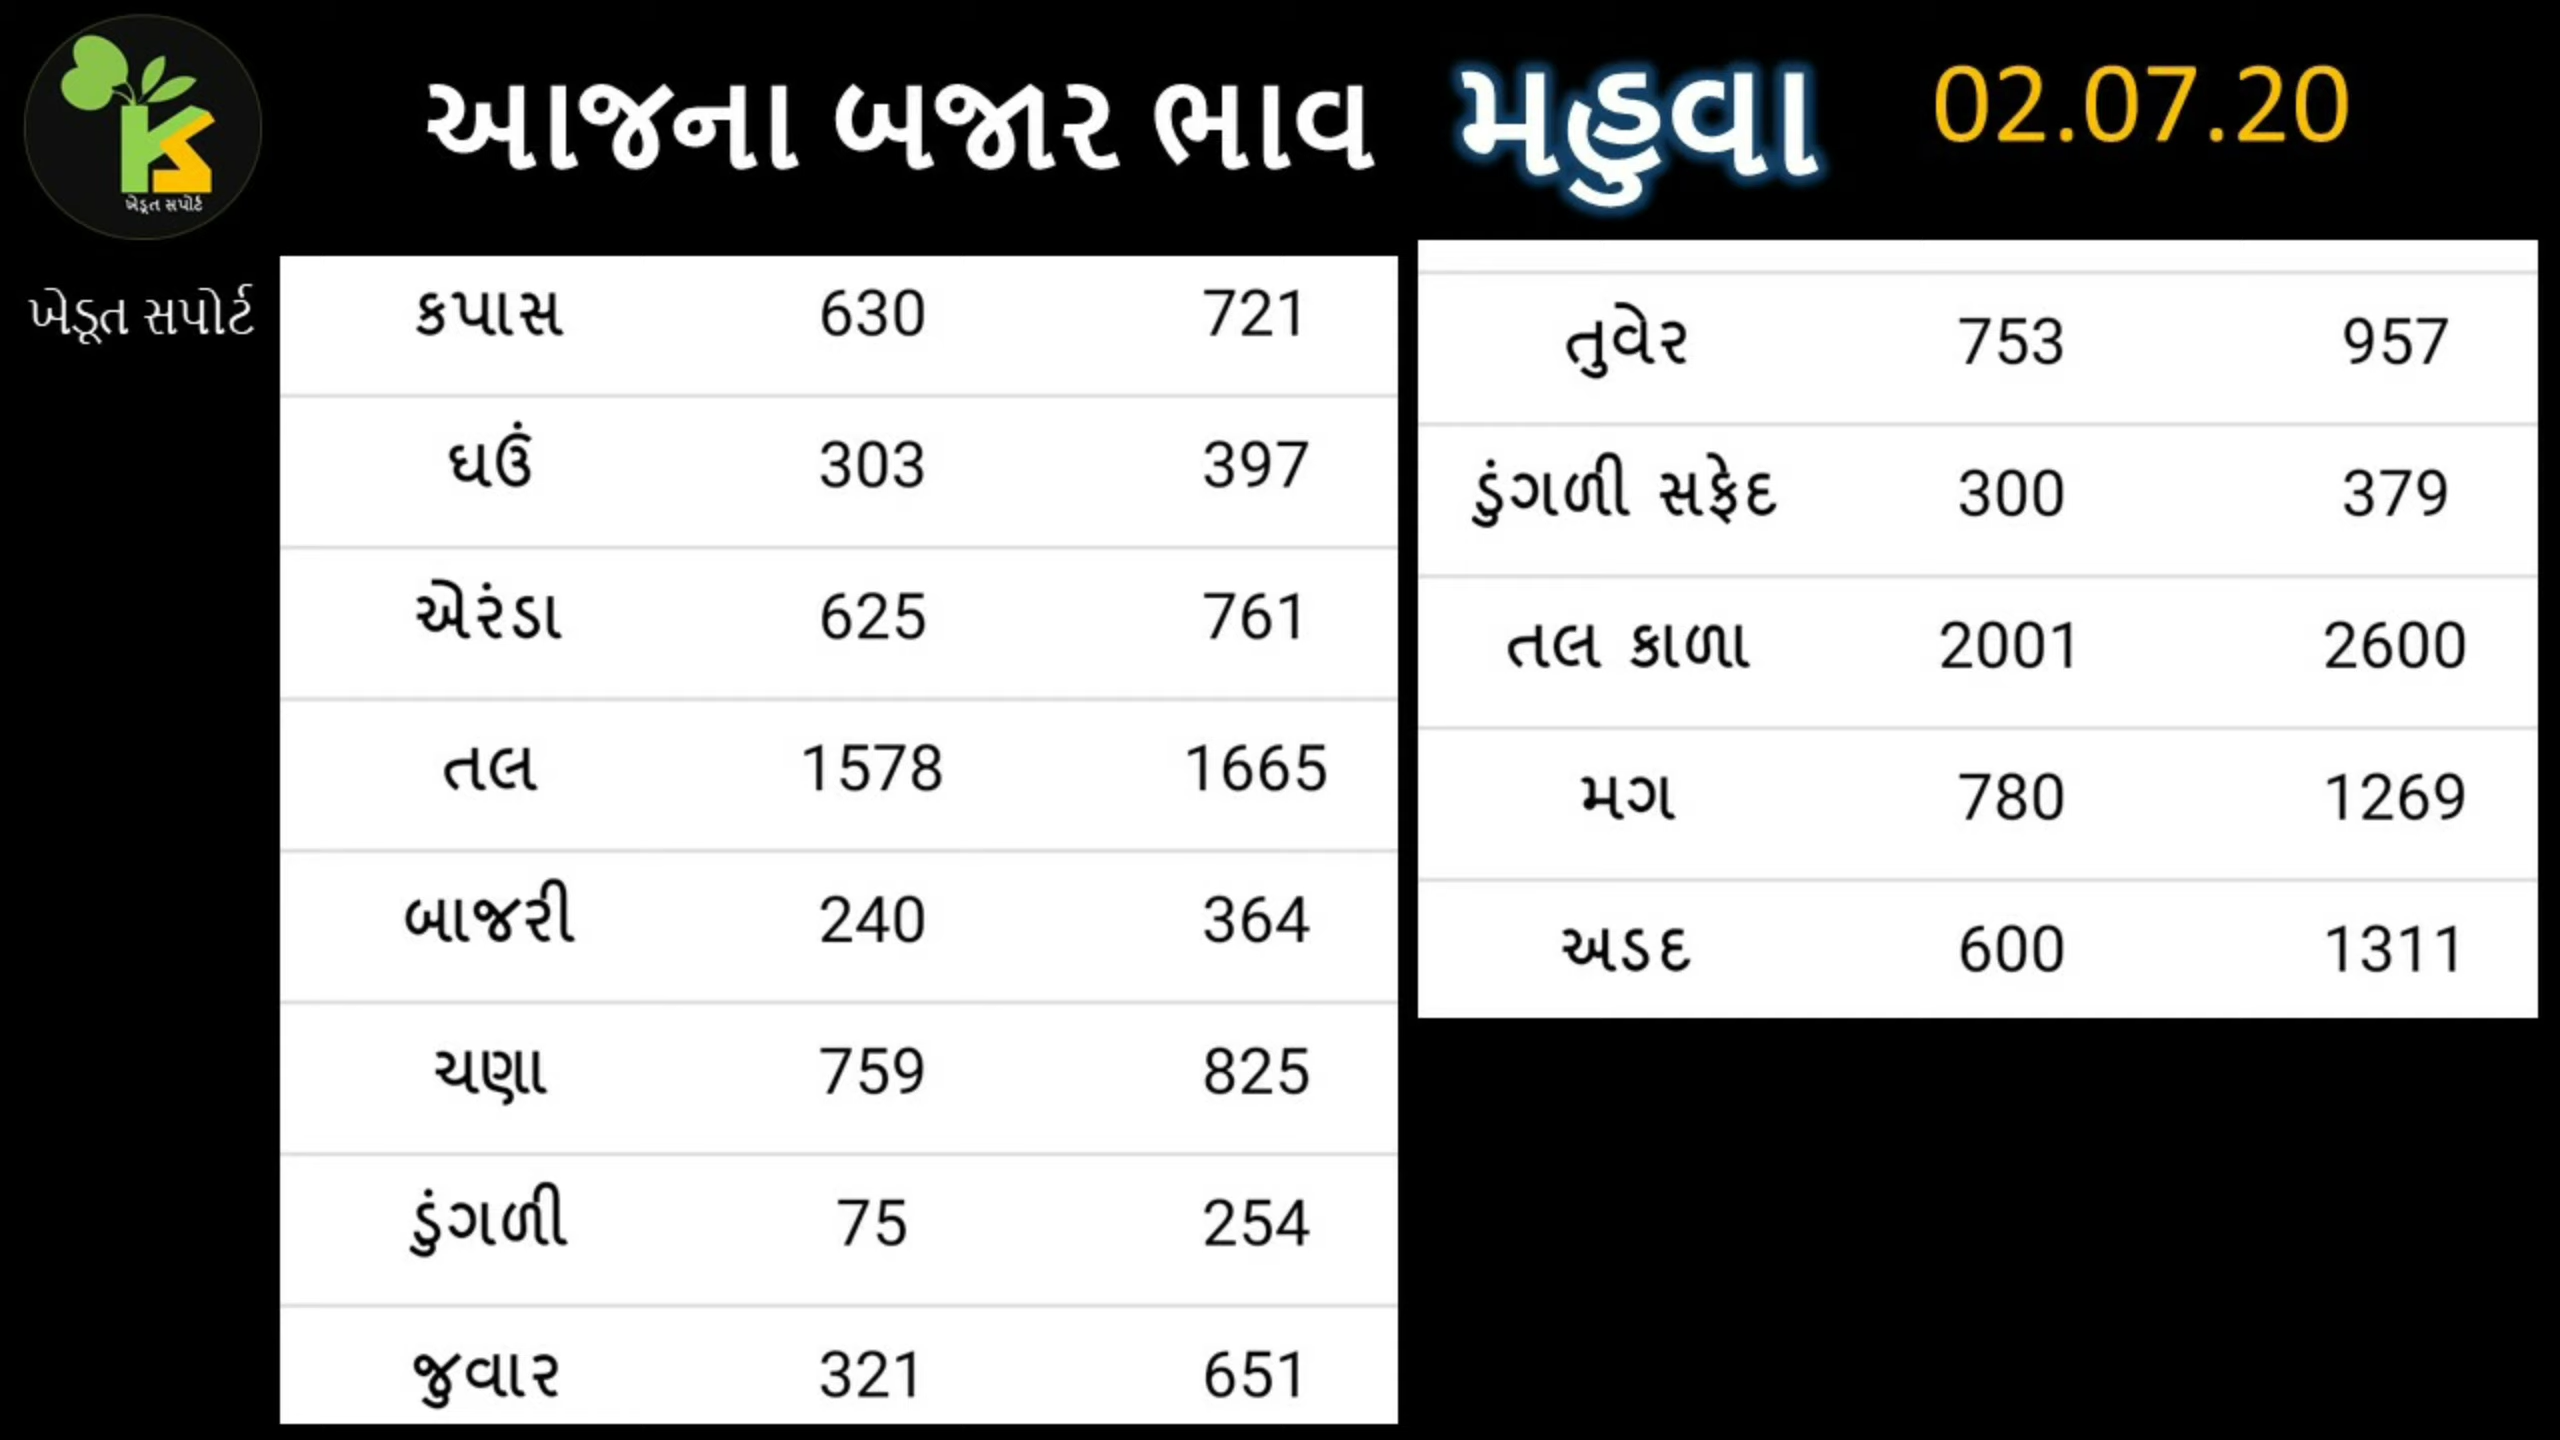 આજના બજાર ભાવ મહુવા 02.07.20
ખેડૂત સપોર્ટ
ખેડૂત સપોર્ટ
કપાસ 630 721
ઘઉં 303 397
એરંડા 625 761
તલ 1578 1665
બાજરી 240 364
ચણા 759 825
ડુંગળી 75 254
જુવાર 321 651
તુવેર 753 957
ડુંગળી સફેદ 300 379
તલ કાળા 2001 2600
મગ 780 1269
અડદ 600 1311